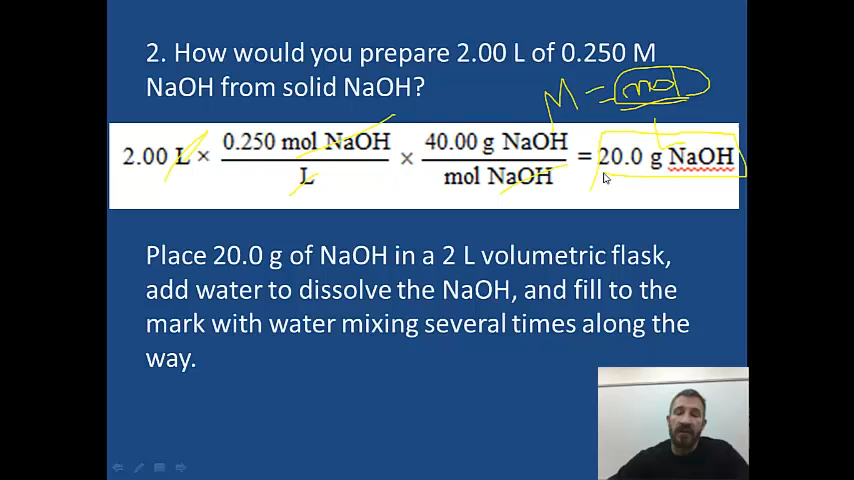 2. How would you prepare 2.00 L of 0.250 M
NaOH from solid NaOH?
M = mol
2.00 L × 0.250 mol NaOH / L × 40.00 g NaOH / mol NaOH = 20.0 g NaOH
Place 20.0 g of NaOH in a 2 L volumetric flask,
add water to dissolve the NaOH, and fill to the
mark with water mixing several times along the
way.